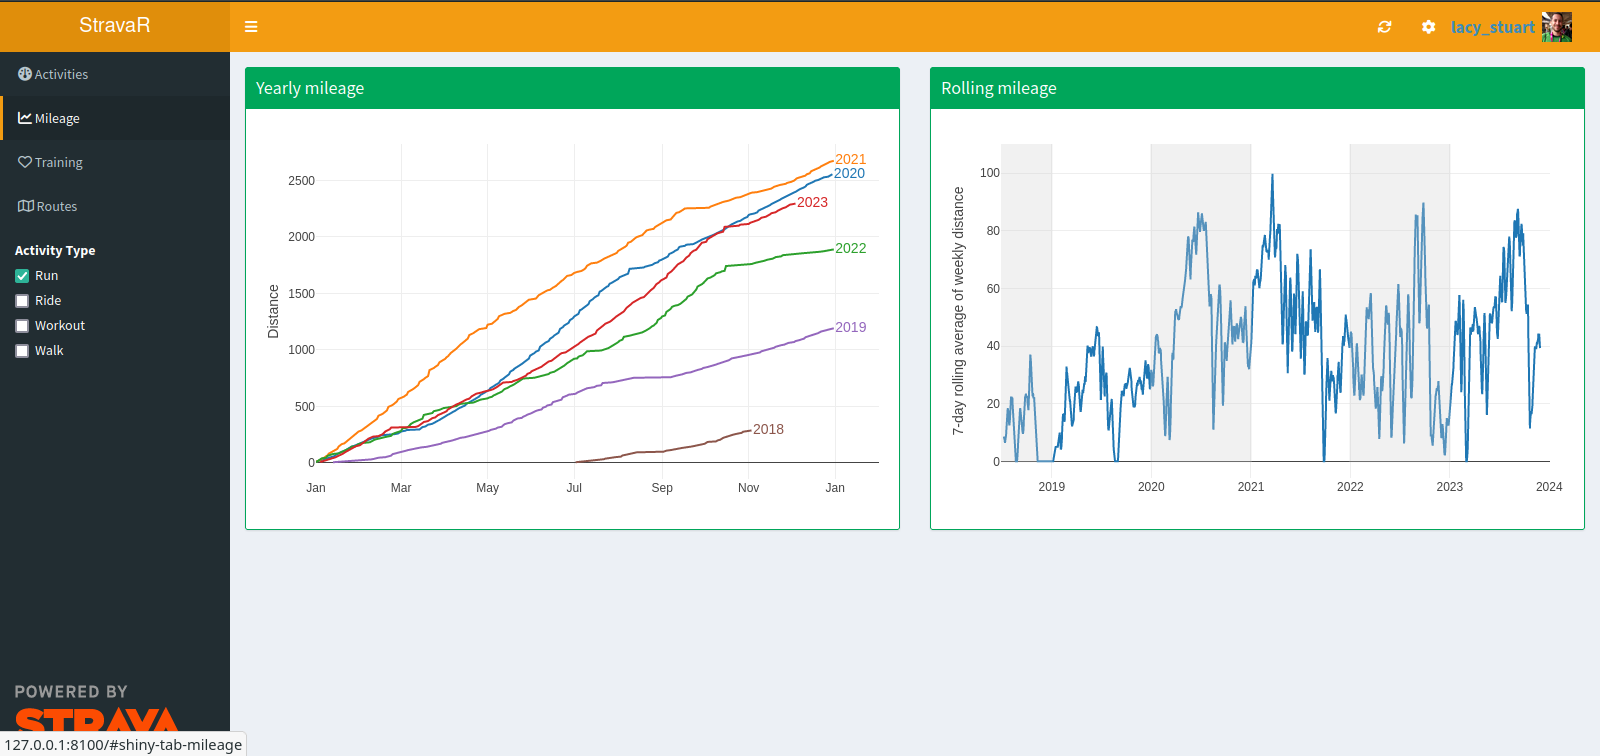 StravaR
lacy_stuart
Activities
Mileage
Training
Routes
Activity Type
Run
Ride
Workout
Walk
POWERED BY
STRAVA
127.0.0.1:8100/#shiny-tab-mileage
Yearly mileage
Distance
2500
2000
1500
1000
500
0
Jan
Mar
May
Jul
Sep
Nov
Jan
2021
2020
2023
2022
2019
2018
Rolling mileage
7-day rolling average of weekly distance
100
80
60
40
20
0
2019
2020
2021
2022
2023
2024